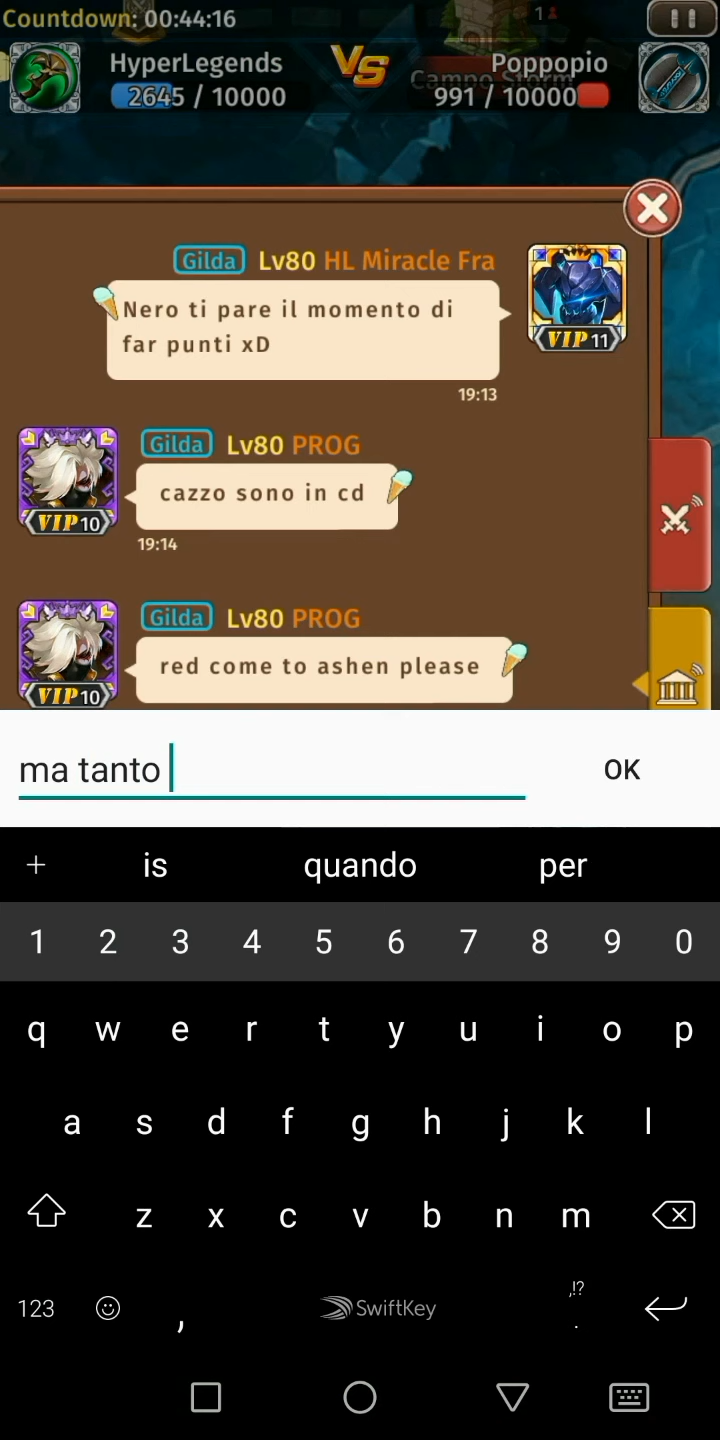 Countdown: 00:44:16
1
HyperLegends
VS
Poppopio
Campo Storm
2645 / 10000
991 / 10000
Gilda Lv80 HL Miracle Fra
Nero ti pare il momento di
far punti xD
VIP 11
19:13
Gilda Lv80 PROG
cazzo sono in cd
VIP 10
19:14
Gilda Lv80 PROG
red come to ashen please
VIP 10
ma tanto
OK
+ is quando per
1 2 3 4 5 6 7 8 9 0
q w e r t y u i o p
a s d f g h j k l
z x c v b n m
,!?
123 , SwiftKey .